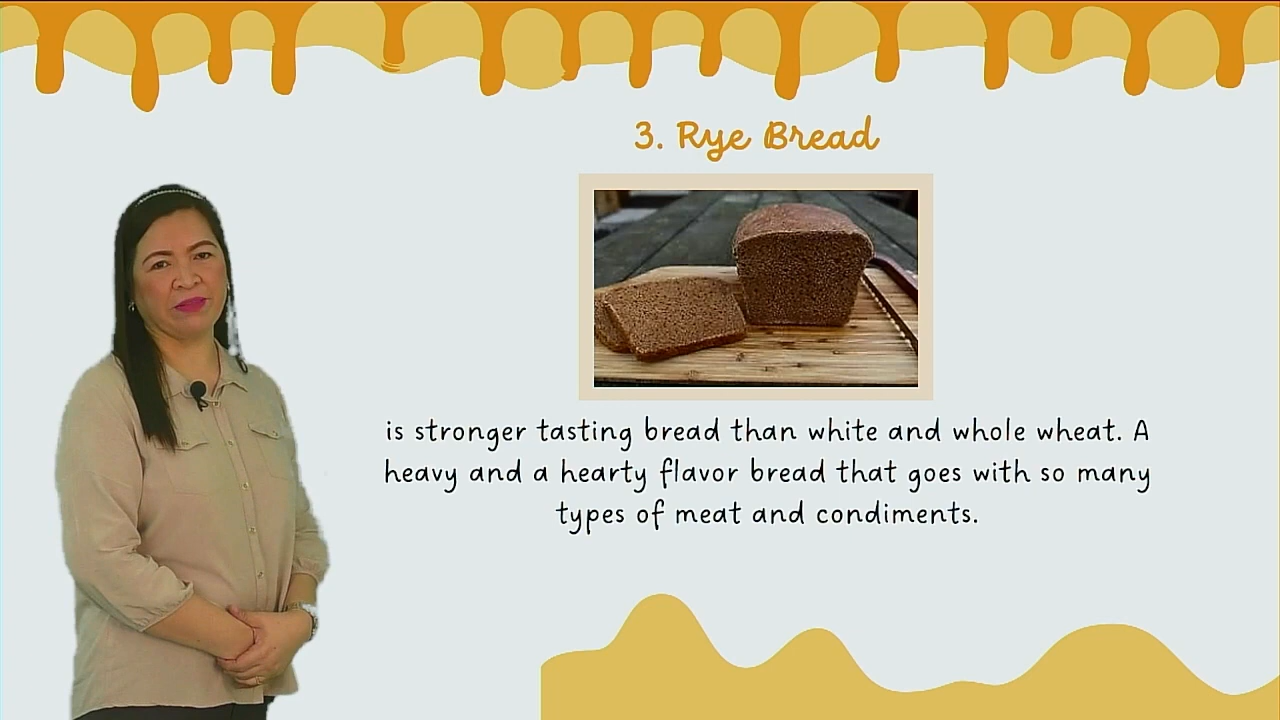 3. Rye Bread
is stronger tasting bread than white and whole wheat. A
heavy and a hearty flavor bread that goes with so many
types of meat and condiments.